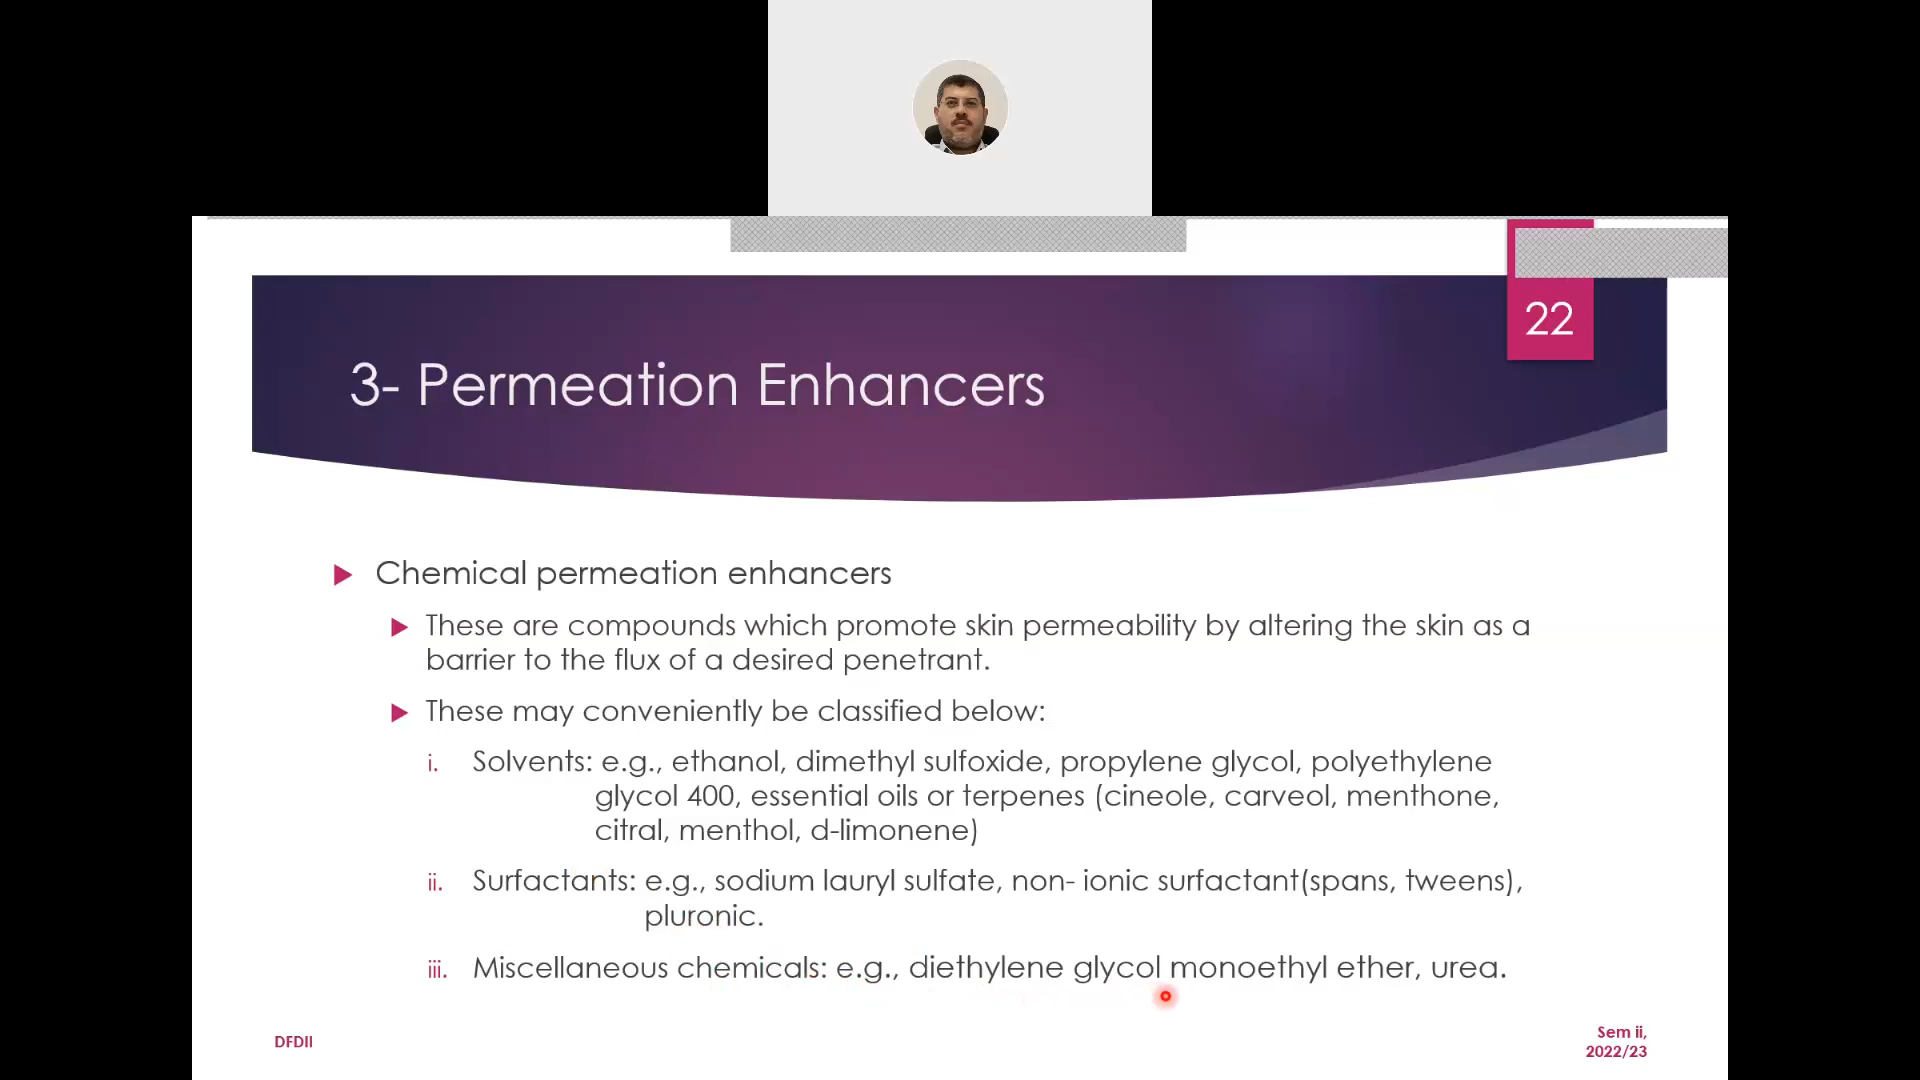 22
3- Permeation Enhancers
Chemical permeation enhancers
These are compounds which promote skin permeability by altering the skin as a
barrier to the flux of a desired penetrant.
These may conveniently be classified below:
i. Solvents: e.g., ethanol, dimethyl sulfoxide, propylene glycol, polyethylene
glycol 400, essential oils or terpenes (cineole, carveol, menthone,
citral, menthol, d-limonene)
ii. Surfactants: e.g., sodium lauryl sulfate, non- ionic surfactant(spans, tweens),
pluronic.
iii. Miscellaneous chemicals: e.g., diethylene glycol monoethyl ether, urea.
DFDII
Sem ii,
2022/23